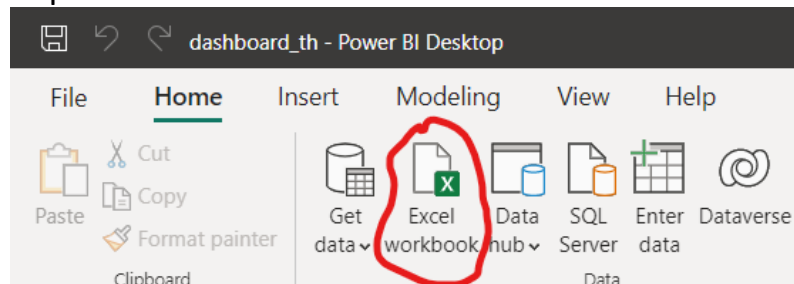 dashboard_th - Power BI Desktop
File Home Insert Modeling View Help
Cut
Copy
Paste
Format painter
Clipboard
Get data
Excel workbook
Data hub
SQL Server
Enter data
Dataverse
Data